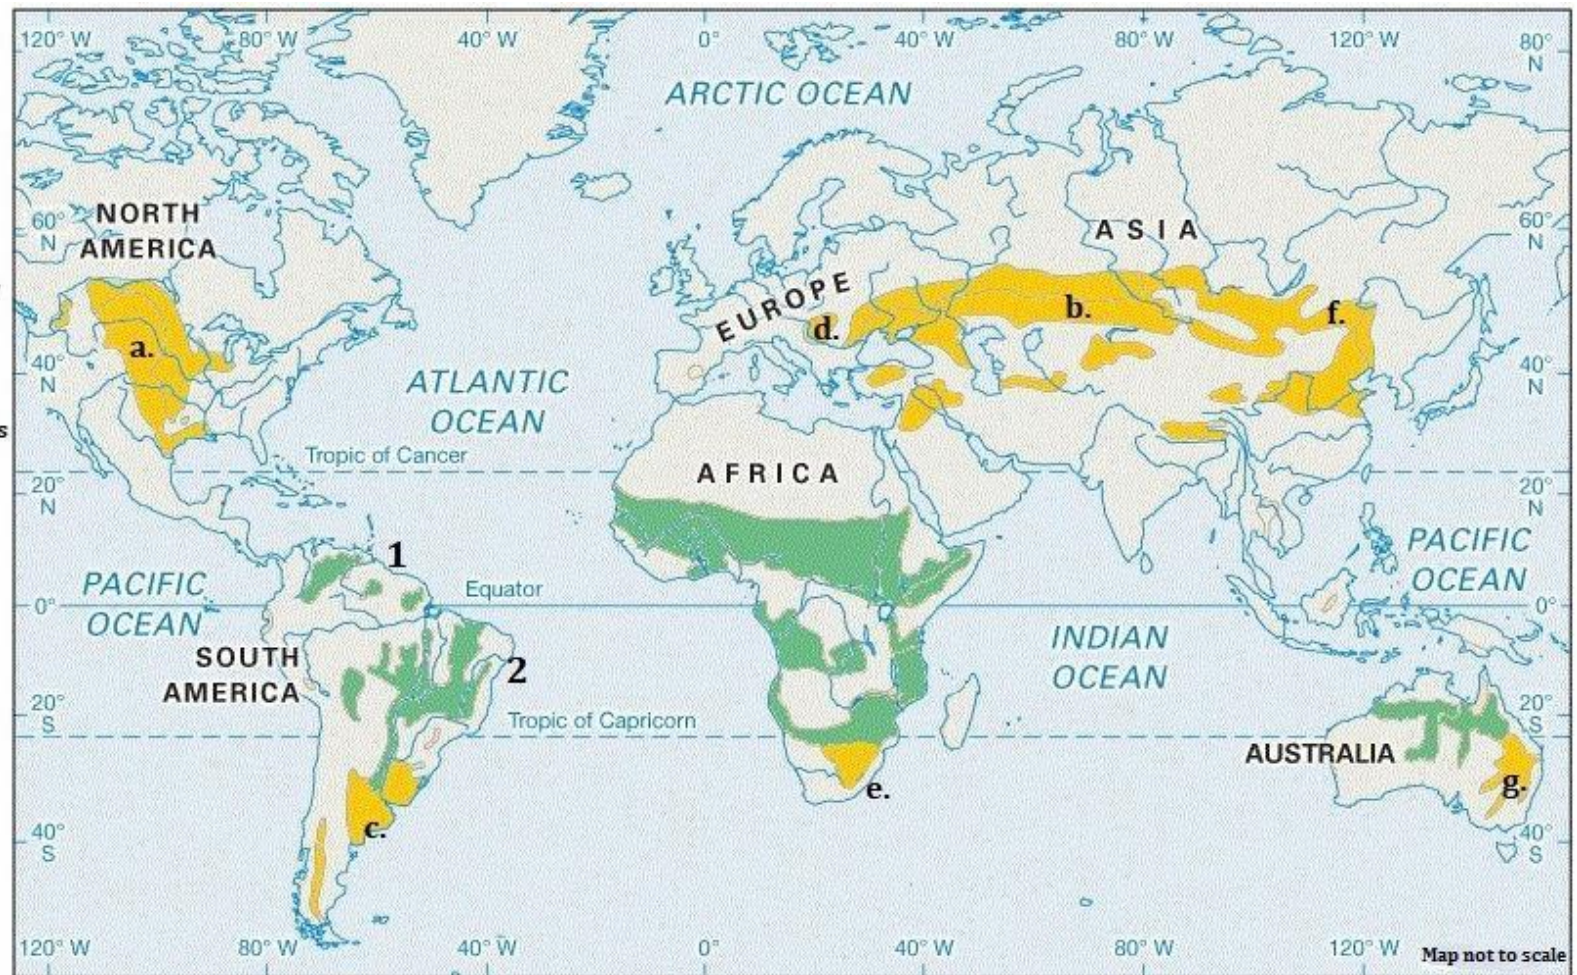 120° W 80° W 40° W 0° 40° W 80° W 120° W 80° N
ARCTIC OCEAN
NORTH AMERICA
60° N
ASIA
60° N
EUROPE
a.
b.
d.
f.
40° N
40° N
ATLANTIC OCEAN
s
Tropic of Cancer
AFRICA
20° N
20° N
1
PACIFIC OCEAN
PACIFIC OCEAN
Equator
0°
0°
INDIAN OCEAN
SOUTH AMERICA
2
20° S
20° S
Tropic of Capricorn
AUSTRALIA
c.
e.
g.
40° S
40° S
120° W 80° W 40° W 0° 40° W 80° W 120° W
Map not to scale